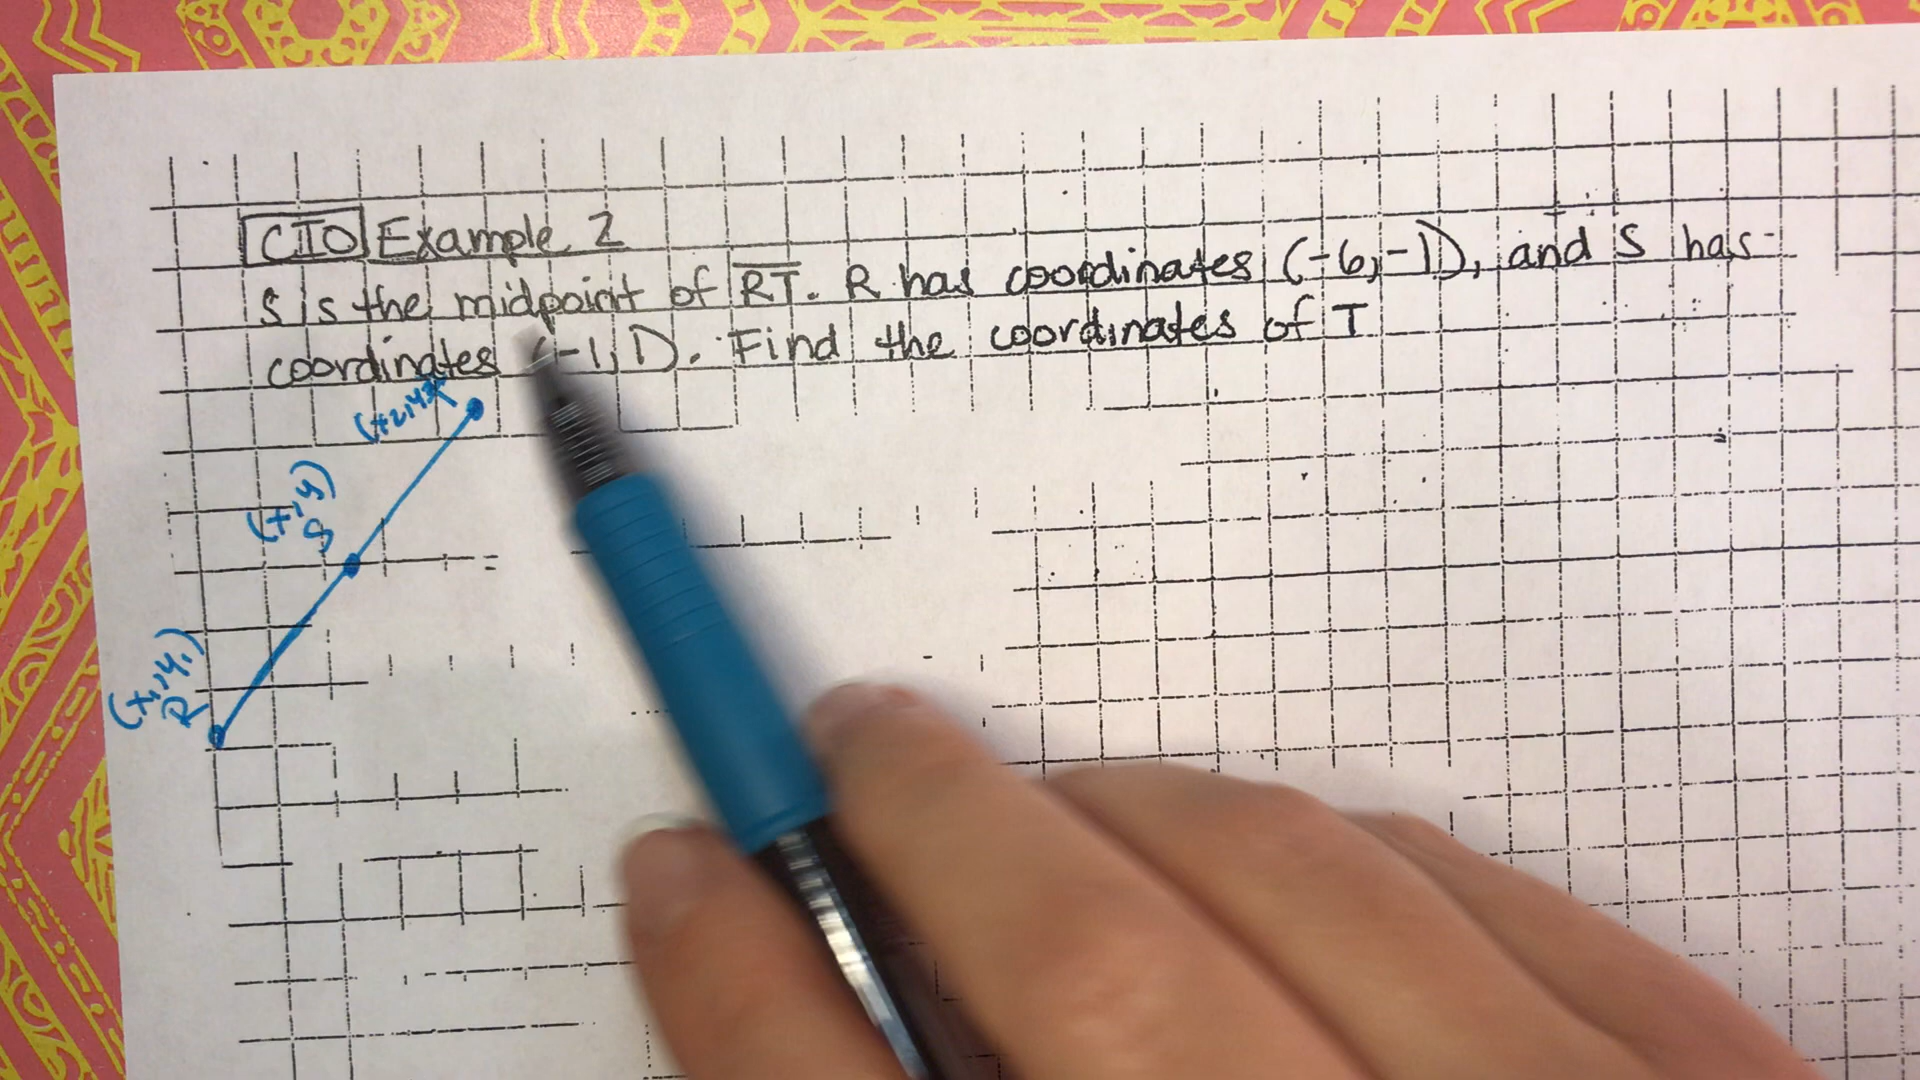 CIO Example 2
S is the midpoint of RT. R has coordinates (-6,-1), and S has
coordinates (-1,1). Find the coordinates of T
(x2,y2)
(x,y)
S
(x1,y1)
R